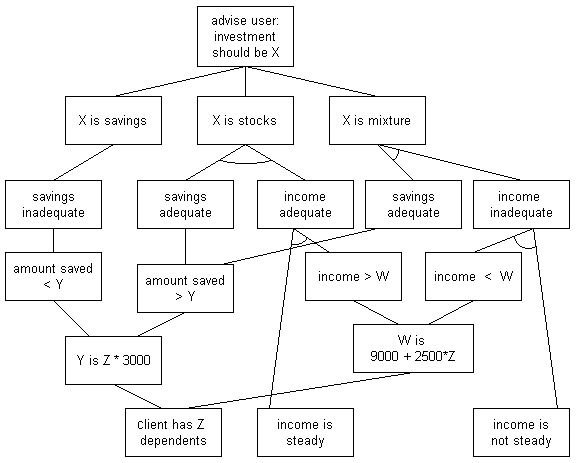 advise user:
investment
should be X
X is savings
X is stocks
X is mixture
savings
inadequate
savings
adequate
income
adequate
savings
adequate
income
inadequate
amount saved
< Y
amount saved
> Y
income > W
income < W
Y is Z * 3000
W is
9000 + 2500*Z
Client has Z
dependents
income is
steady
income is
not steady